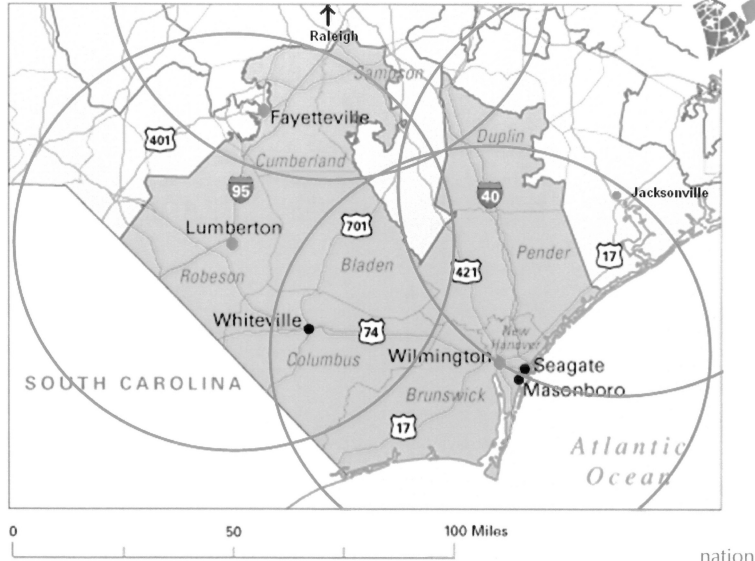 Raleigh
Sampson
Fayetteville
401
Cumberland
Duplin
95
40
Jacksonville
Lumberton
701
Bladen
Pender
17
Robeson
421
Whiteville
74
New
Hanover
Columbus
Wilmington
Seagate
Masonboro
SOUTH CAROLINA
Brunswick
17
Atlantic
Ocean
0 50 100 Miles
nation